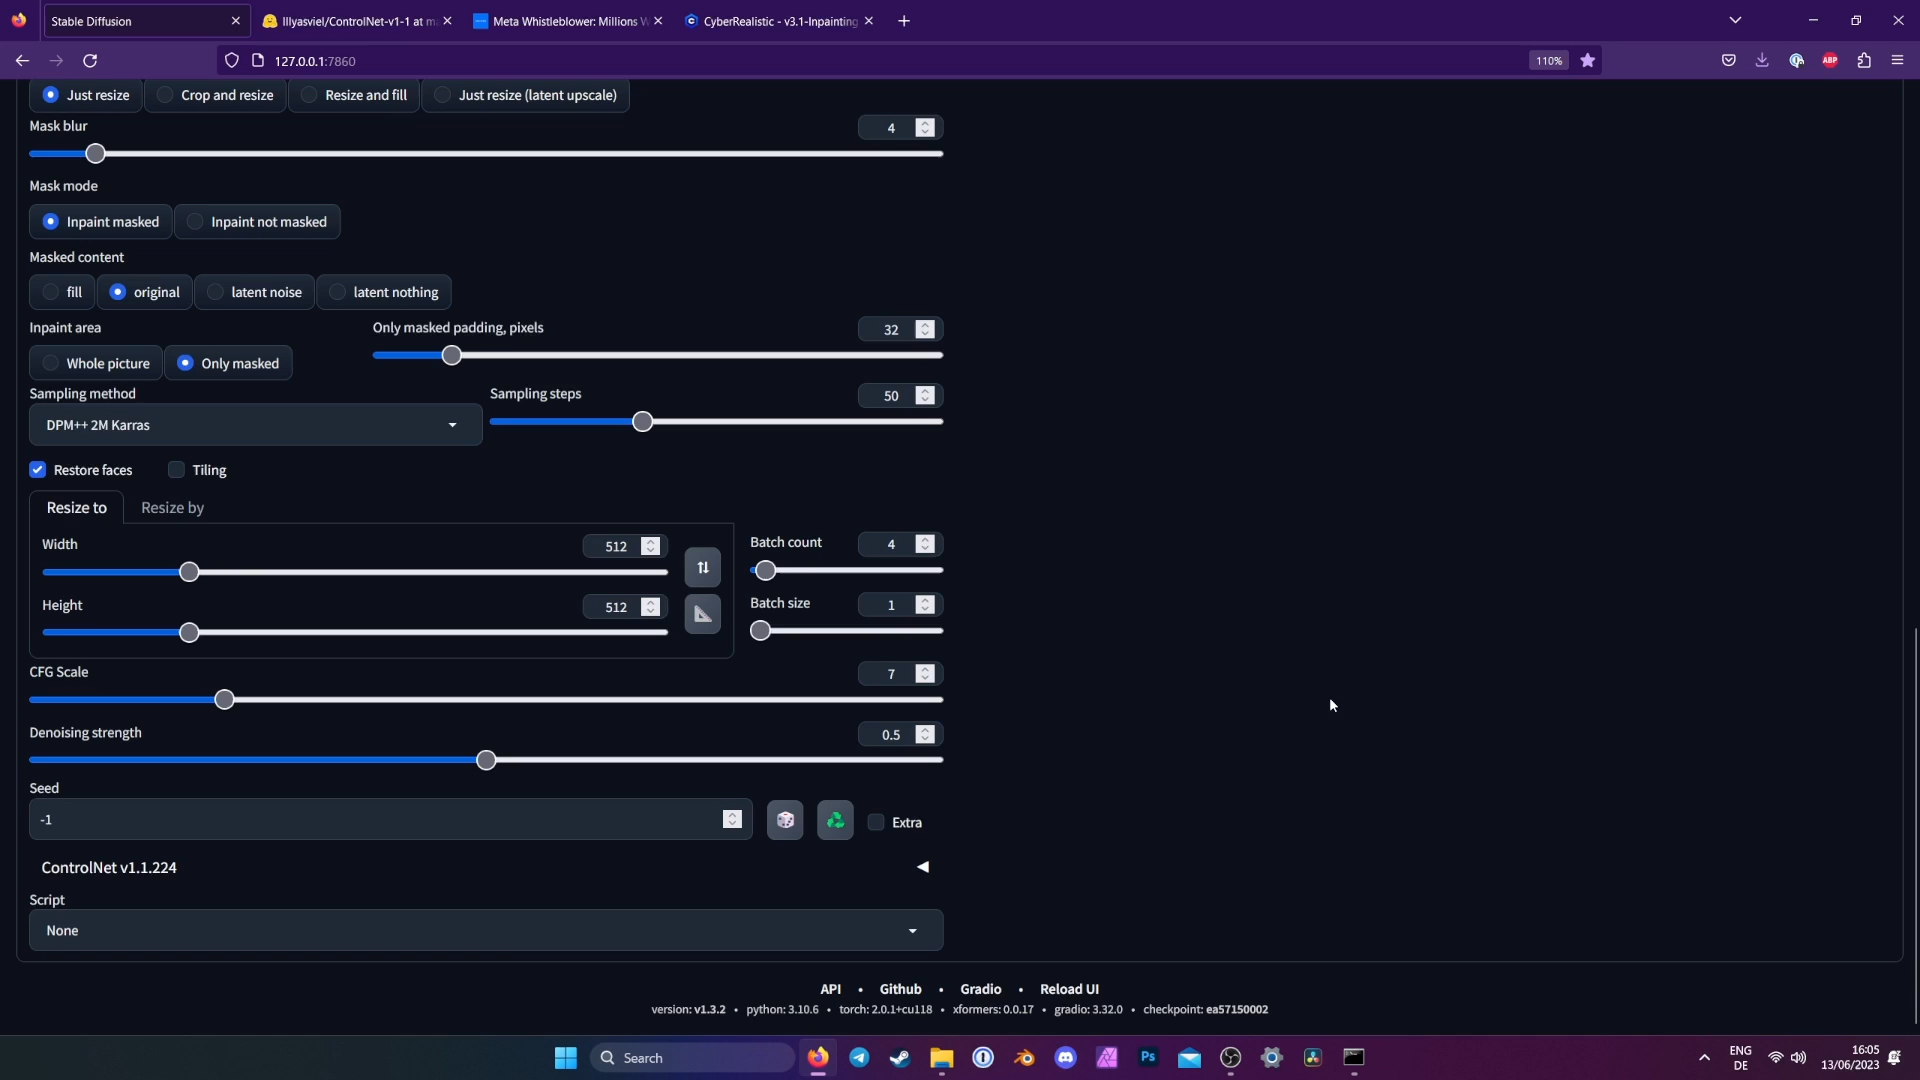 Stable Diffusion
lllyasviel/ControlNet-v1-1 at m
Meta Whistleblower: Millions
CyberRealistic - v3.1-Inpainting
127.0.0.1:7860
110%
ABP
Just resize
Crop and resize
Resize and fill
Just resize (latent upscale)
Mask blur
4
Mask mode
Inpaint masked
Inpaint not masked
Masked content
fill
original
latent noise
latent nothing
Inpaint area
Only masked padding, pixels
32
Whole picture
Only masked
Sampling method
Sampling steps
50
DPM++ 2M Karras
Restore faces
Tiling
Resize to
Resize by
Width
512
Batch count
4
Height
512
Batch size
1
CFG Scale
7
Denoising strength
0.5
Seed
-1
Extra
ControlNet v1.1.224
Script
None
API • Github • Gradio • Reload UI
version: v1.3.2 • python: 3.10.6 • torch: 2.0.1+cu118 • xformers: 0.0.17 • gradio: 3.32.0 • checkpoint: ea57150002
Search
Ps
ENG
DE
16:05
13/06/2023